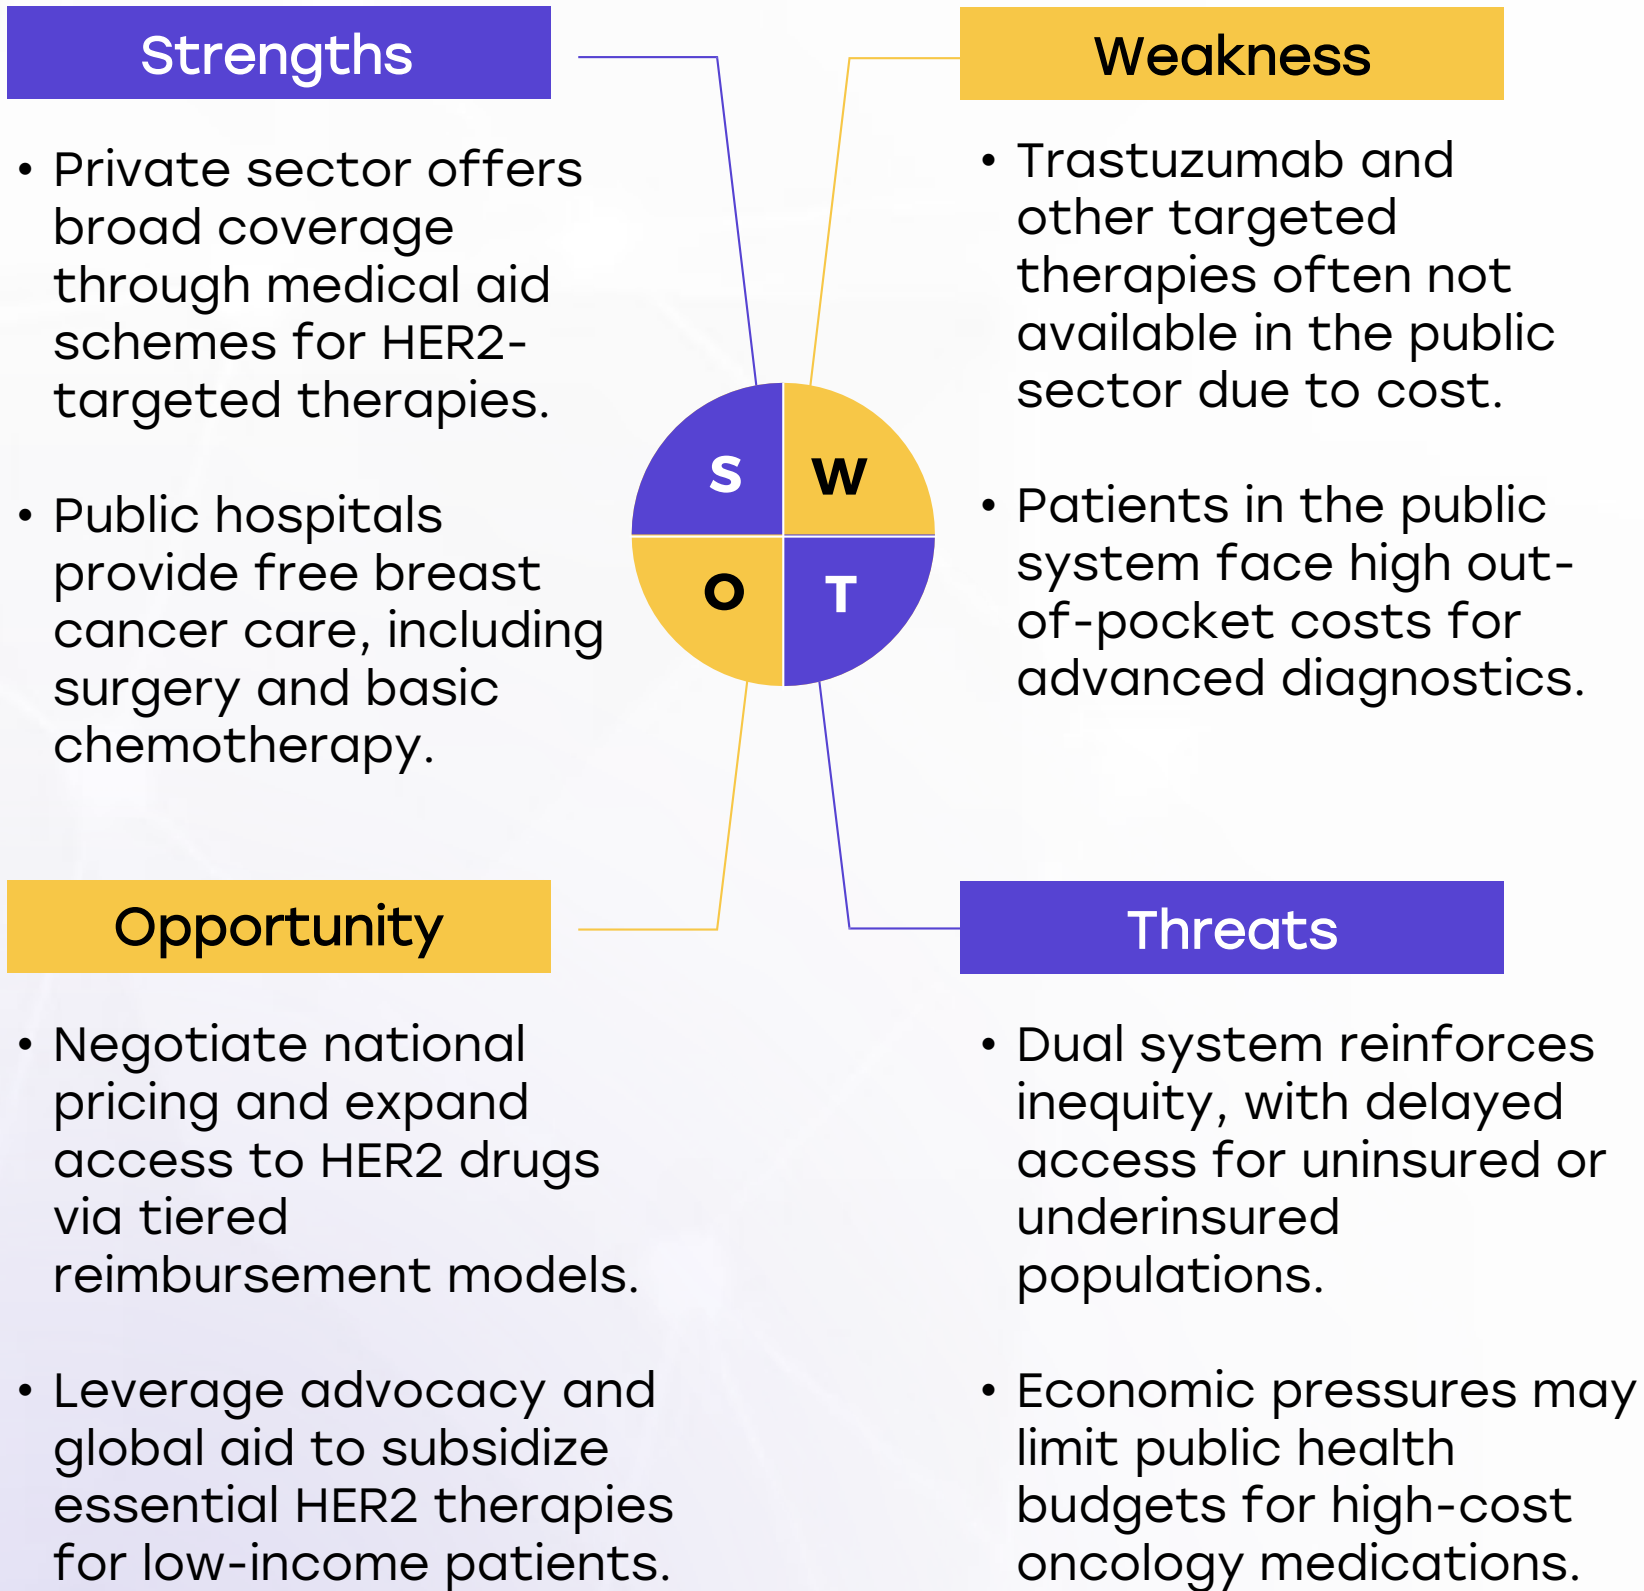 Strengths
• Private sector offers
broad coverage
through medical aid
schemes for HER2-
targeted therapies.
• Public hospitals
provide free breast
cancer care, including
surgery and basic
chemotherapy.
Weakness
• Trastuzumab and
other targeted
therapies often not
available in the public
sector due to cost.
• Patients in the public
system face high out-
of-pocket costs for
advanced diagnostics.
S W
O T
Opportunity
• Negotiate national
pricing and expand
access to HER2 drugs
via tiered
reimbursement models.
• Leverage advocacy and
global aid to subsidize
essential HER2 therapies
for low-income patients.
Threats
• Dual system reinforces
inequity, with delayed
access for uninsured or
underinsured
populations.
• Economic pressures may
limit public health
budgets for high-cost
oncology medications.